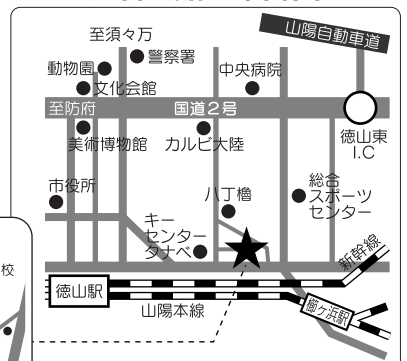 至須々万
山陽自動車道
警察署
動物園
中央病院
文化会館
至防府
国道2号
徳山東
I.C
美術博物館
カルビ大陸
市役所
八丁櫓
総合
スポーツ
センター
キー
センター
タナベ
新幹線
校
徳山駅
山陽本線
櫛ヶ浜駅